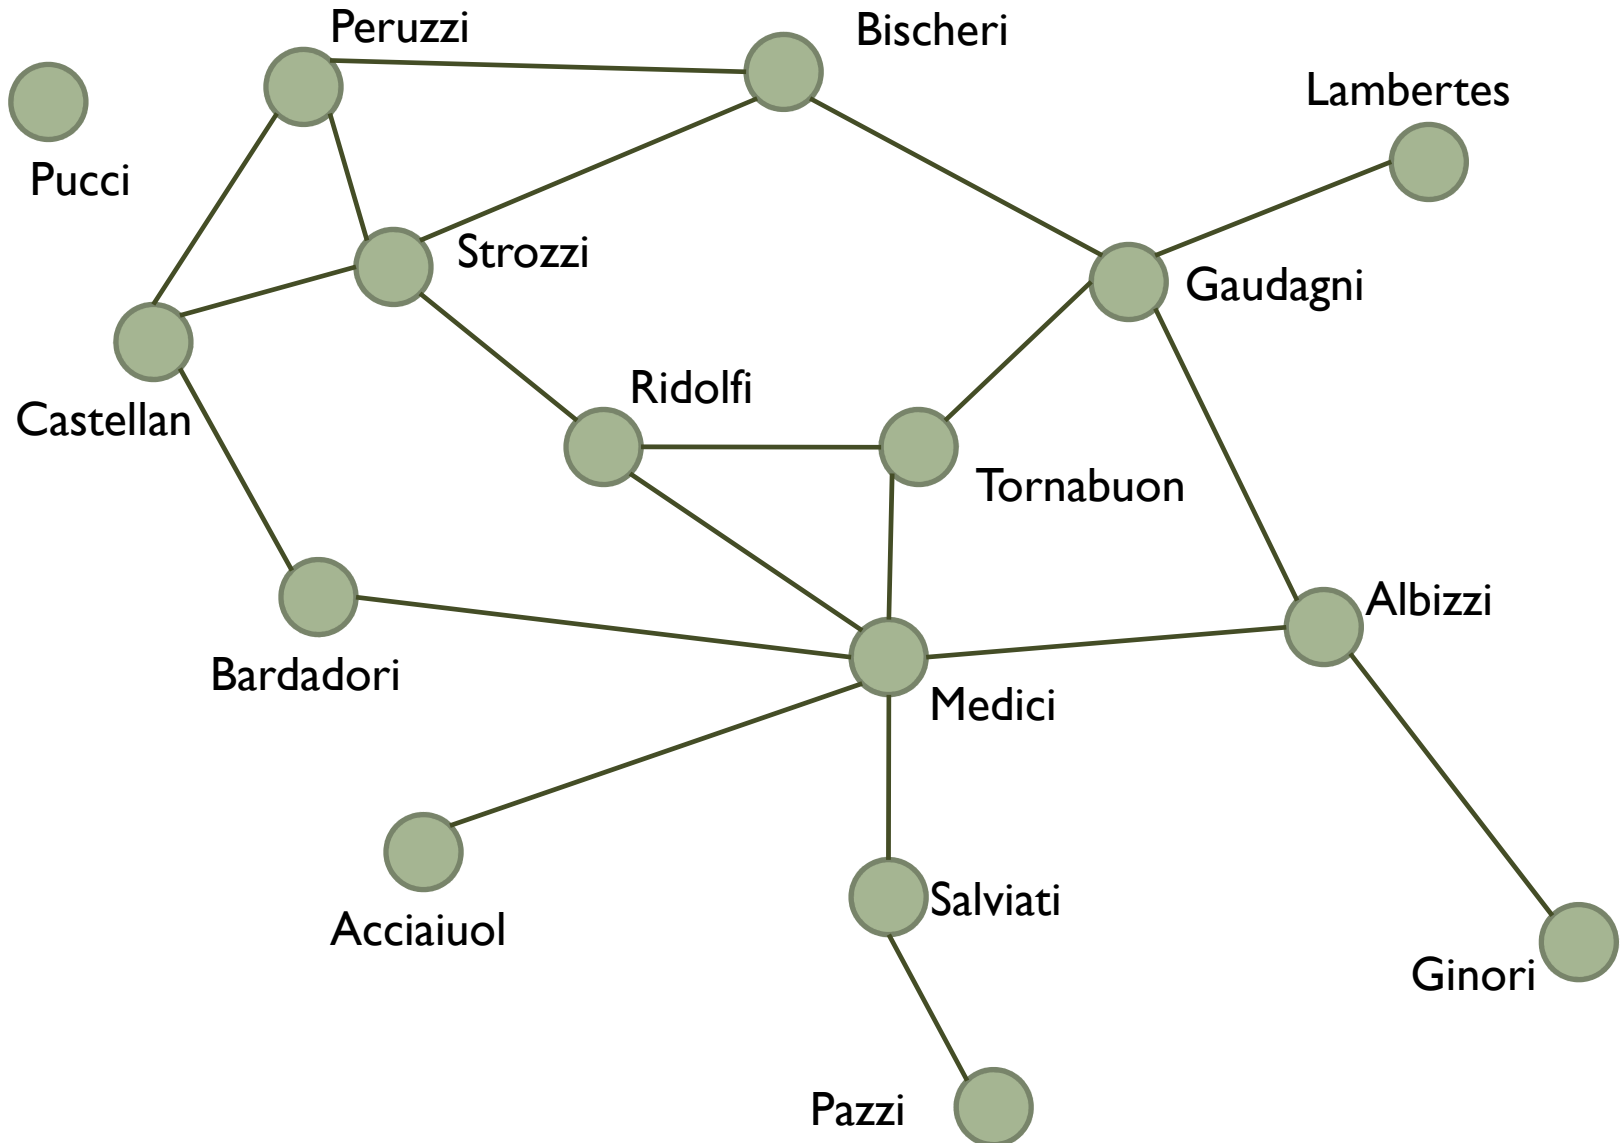 Peruzzi
Bischeri
Lambertes
Pucci
Strozzi
Gaudagni
Ridolfi
Castellan
Tornabuon
Albizzi
Bardadori
Medici
Salviati
Acciaiuol
Ginori
Pazzi